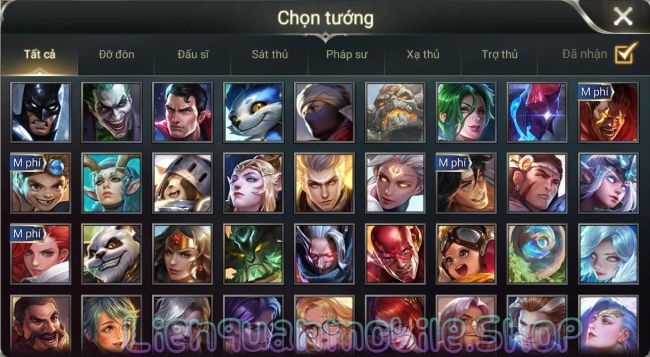 Chọn tướng
Tất cả
Đỡ đòn
Đấu sĩ
Sát thủ
Pháp sư
Xạ thủ
Trợ thủ
Đã nhận
M phí
M phí
M phí
M phí
Lienquanmobile.Shop